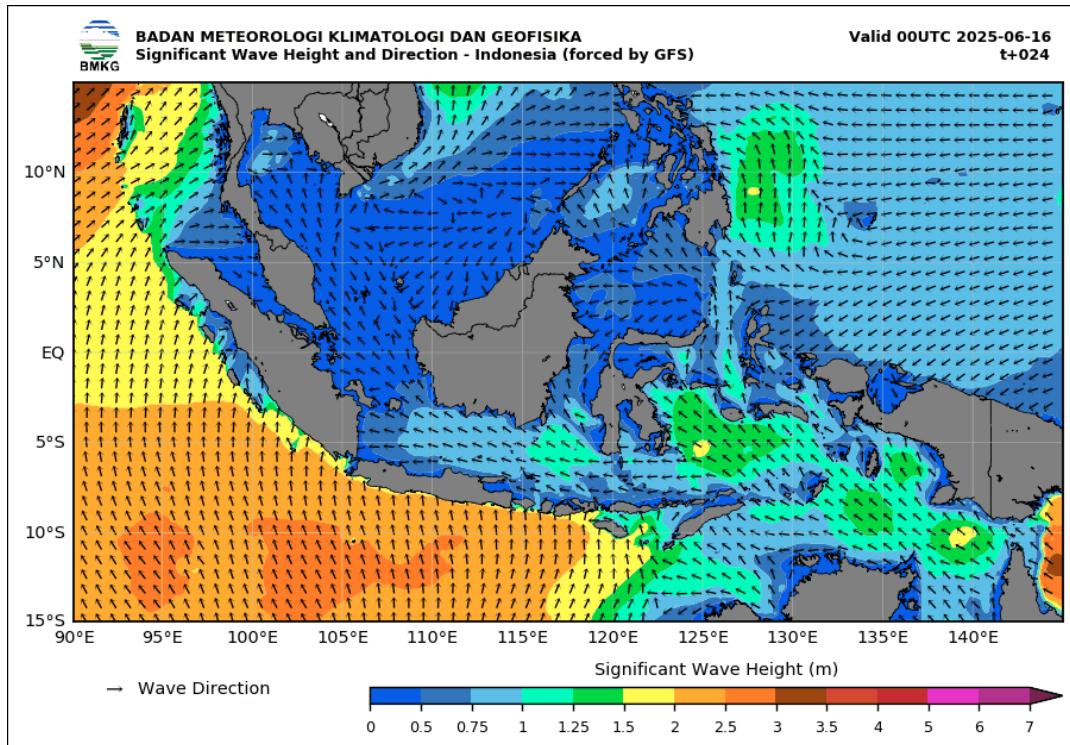 BMKG
BADAN METEOROLOGI KLIMATOLOGI DAN GEOFISIKA
Significant Wave Height and Direction - Indonesia (forced by GFS)
Valid 00UTC 2025-06-16
t+024
10°N
5°N
EQ
5°S
10°S
15°S
90°E 95°E 100°E 105°E 110°E 115°E 120°E 125°E 130°E 135°E 140°E
Wave Direction
Significant Wave Height (m)
0 0.5 0.75 1 1.25 1.5 2 2.5 3 3.5 4 5 6 7